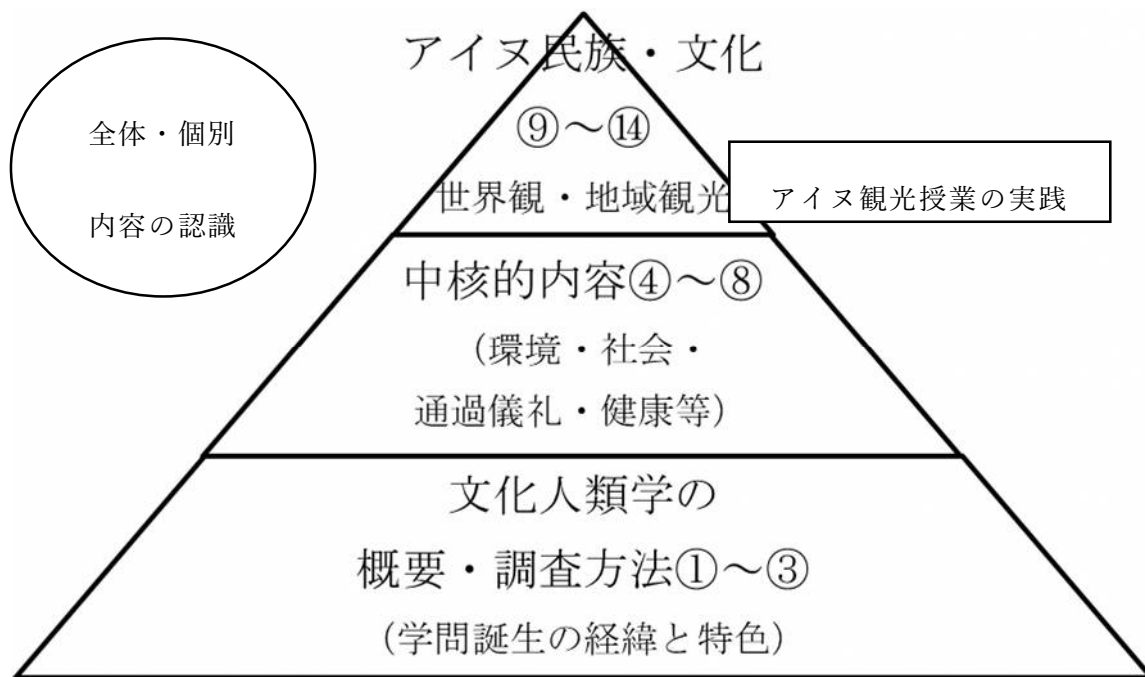 アイヌ民族・文化
⑨～⑭
世界観・地域観光
全体・個別
内容の認識
アイヌ観光授業の実践
中核的内容④～⑧
（環境・社会・
通過儀礼・健康等）
文化人類学の
概要・調査方法①～③
（学問誕生の経緯と特色）